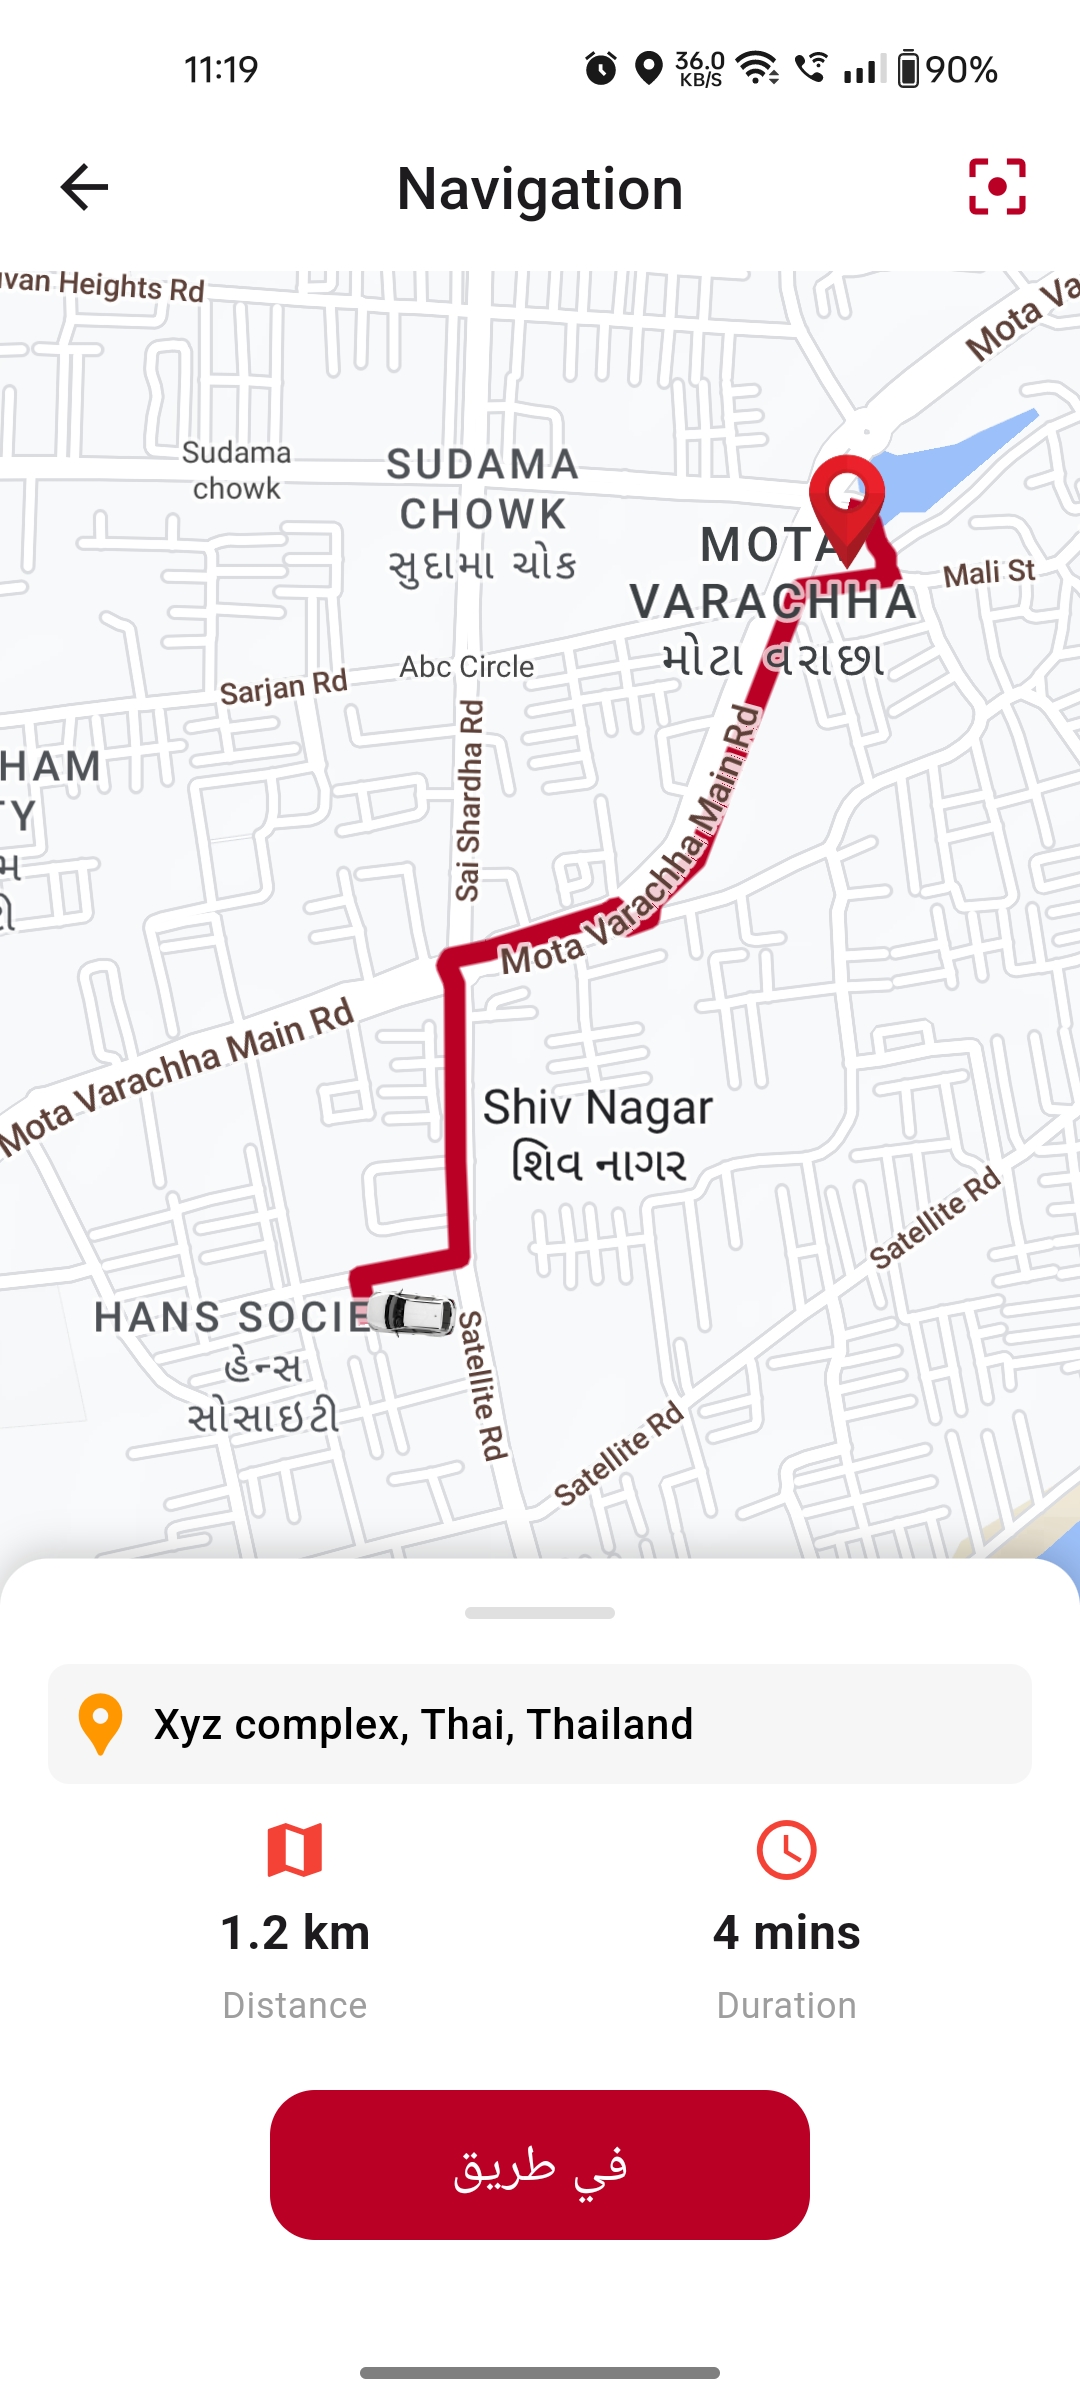 11:19
36.0
KB/S
90%
Navigation
ivan Heights Rd
Mota Va
Sudama
chowk
SUDAMA
CHOWK
સુદામા ચોક
MOTA
VARACHHA
મોટા વરાછા
Mali St
Abc Circle
Sarjan Rd
Sai Shardha Rd
HAM
TY
મ
ટી
Mota Varachha Main Rd
Mota Varachha Main Rd
Shiv Nagar
શિવ નાગર
Satellite Rd
HANS SOCIE
હેન્સ
સોસાઇટી
Satellite Rd
Satellite Rd
Xyz complex, Thai, Thailand
1.2 km
Distance
4 mins
Duration
في طريق